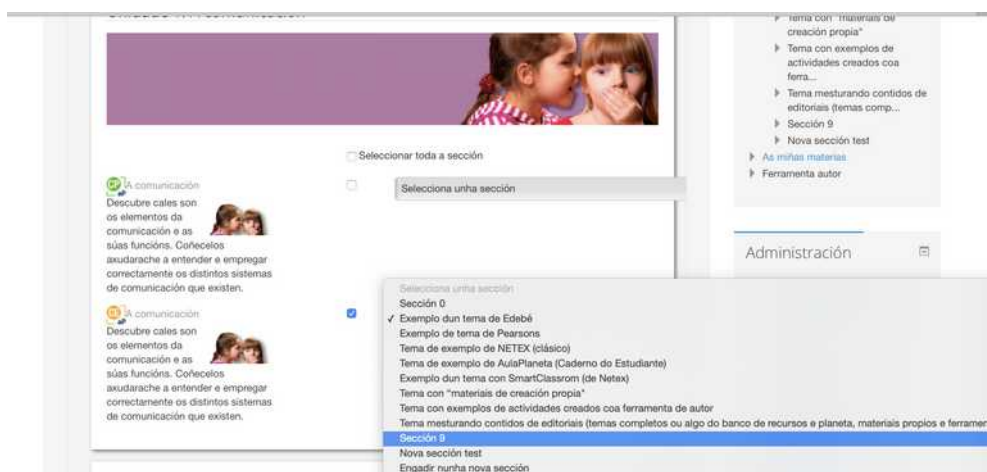 Seleccionar toda a sección
A comunicación
Descubre cales son
os elementos da
comunicación e as
súas funcións. Coñecelos
axudarache a entender e empregar
correctamente os distintos sistemas
de comunicación que existen.
Selecciona unha sección
A comunicación
Descubre cales son
os elementos da
comunicación e as
súas funcións. Coñecelos
axudarache a entender e empregar
correctamente os distintos sistemas
de comunicación que existen.
Selecciona unha sección
Sección 0
✓ Exemplo dun tema de Edebé
Exemplo de tema de Pearsons
Tema de exemplo de NETEX (clásico)
Tema de exemplo de AulaPlaneta (Caderno do Estudiante)
Exemplo dun tema con SmartClassrom (de Netex)
Tema con "materiais de creación propia"
Tema con exemplos de actividades creados coa ferramenta de autor
Tema mesturando contidos de editoriais (temas completos ou algo do banco de recursos e planeta, materiais propios e ferramen
Sección 9
Nova sección test
Engadir nunha nova sección
Tema con "materiais de
creación propia"
Tema con exemplos de
actividades creados coa
ferra...
Tema mesturando contidos de
editoriais (temas comp...
Sección 9
Nova sección test
As miñas materias
Ferramenta autor
Administración